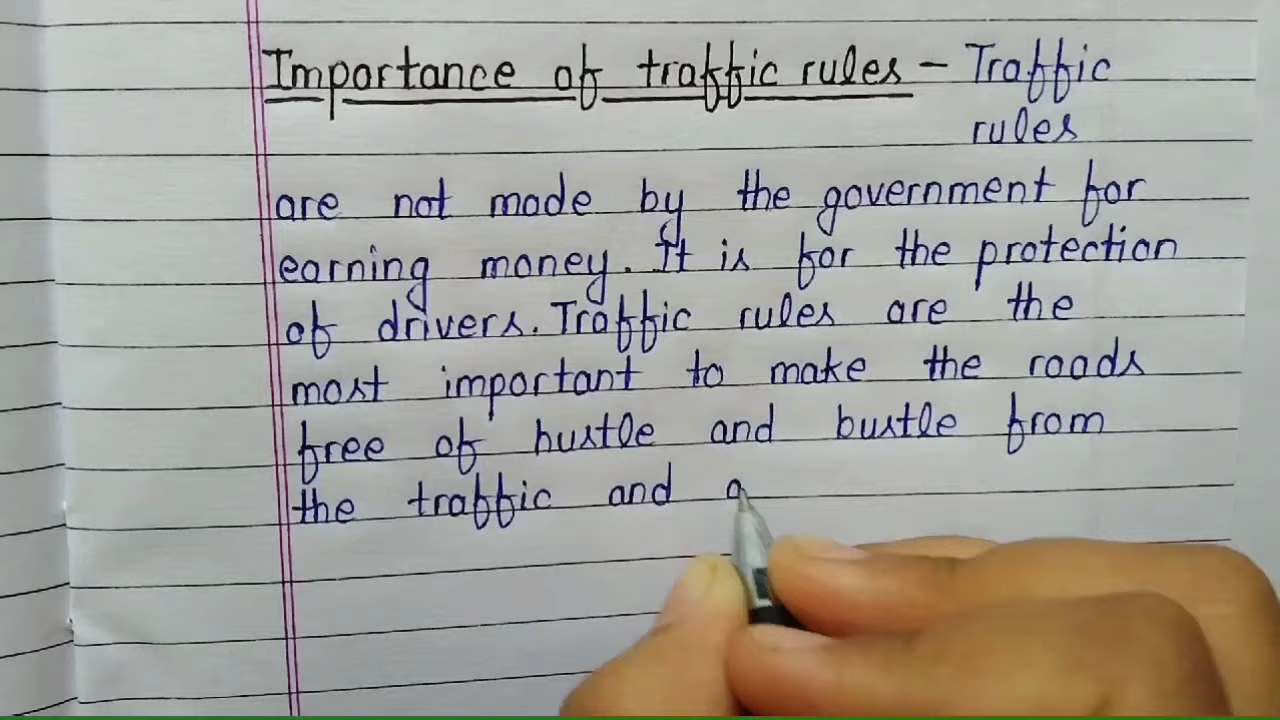 Importance of traffic rules – Traffic
rules
are not made by the government for
earning money. It is for the protection
of drivers. Traffic rules are the
most important to make the roads
free of hustle and bustle from
the traffic and